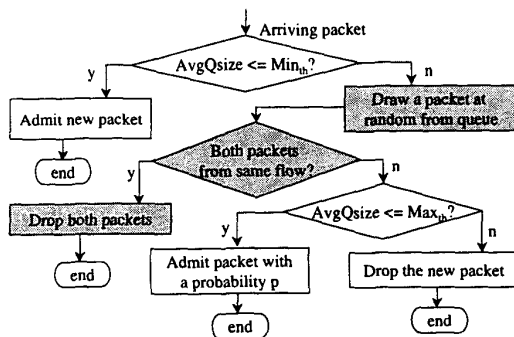 Arriving packet
AvgQsize <= Minth?
y
n
Admit new packet
Draw a packet at
random from queue
end
Both packets
from same flow?
y
n
Drop both packets
AvgQsize <= Maxth?
y
n
end
Admit packet with
a probability p
Drop the new packet
end
end